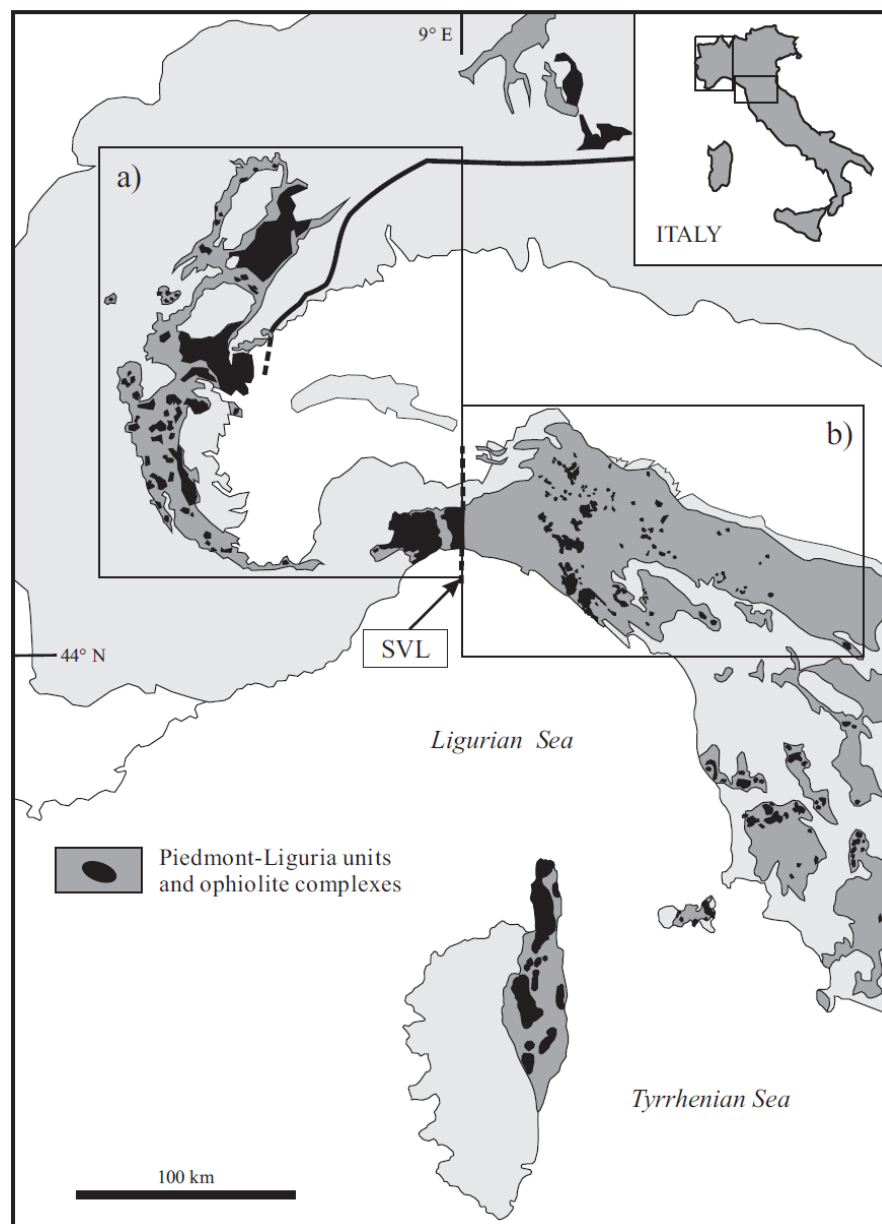 9° E
a)
ITALY
b)
SVL
44° N
Ligurian Sea
Piedmont-Liguria units
and ophiolite complexes
Tyrrhenian Sea
100 km